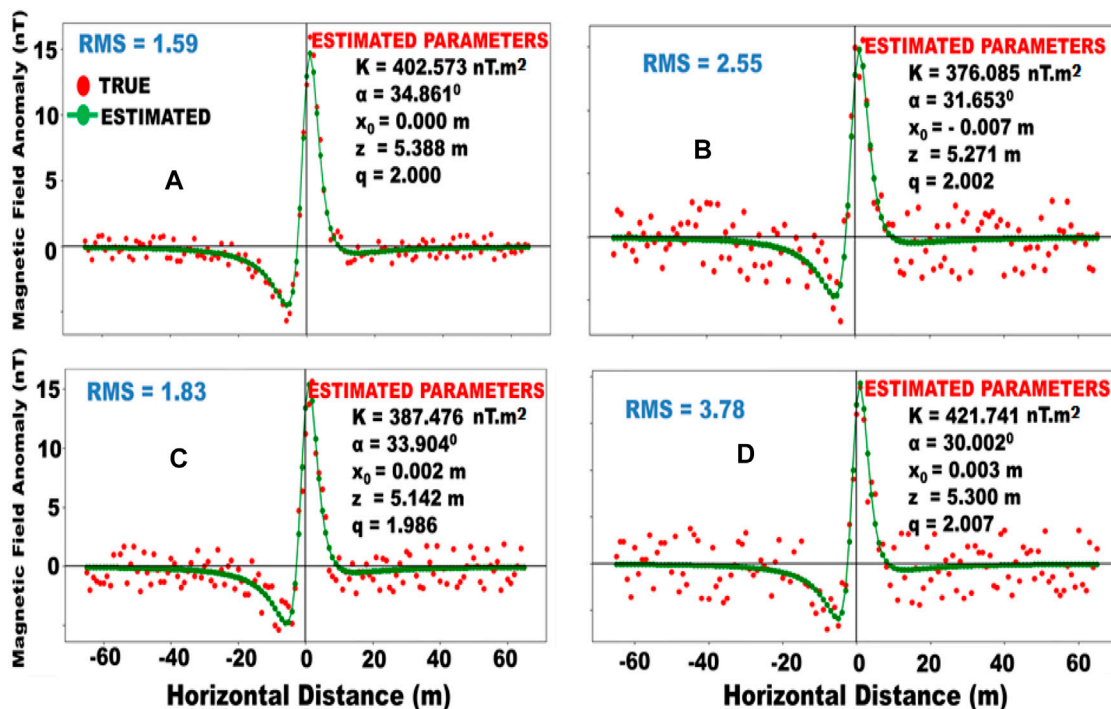 Magnetic Field Anomaly (nT)
15
10
5
0
RMS = 1.59
TRUE
ESTIMATED
A
ESTIMATED PARAMETERS
K = 402.573 nT.m²
α = 34.861⁰
x₀ = 0.000 m
z = 5.388 m
q = 2.000
RMS = 2.55
B
ESTIMATED PARAMETERS
K = 376.085 nT.m²
α = 31.653⁰
x₀ = - 0.007 m
z = 5.271 m
q = 2.002
Magnetic Field Anomaly (nT)
15
10
5
0
RMS = 1.83
C
ESTIMATED PARAMETERS
K = 387.476 nT.m²
α = 33.904⁰
x₀ = 0.002 m
z = 5.142 m
q = 1.986
-60 -40 -20 0 20 40 60
Horizontal Distance (m)
RMS = 3.78
D
ESTIMATED PARAMETERS
K = 421.741 nT.m²
α = 30.002⁰
x₀ = 0.003 m
z = 5.300 m
q = 2.007
-60 -40 -20 0 20 40 60
Horizontal Distance (m)